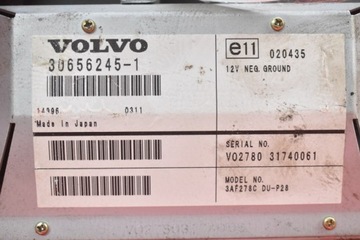 VOLVO
30656245-1
14396 0311
Made in Japan
e11 020435
12V NEG. GROUND
SERIAL NO.
V02780 31740061
MODEL NO.
3AF278C DU-P28